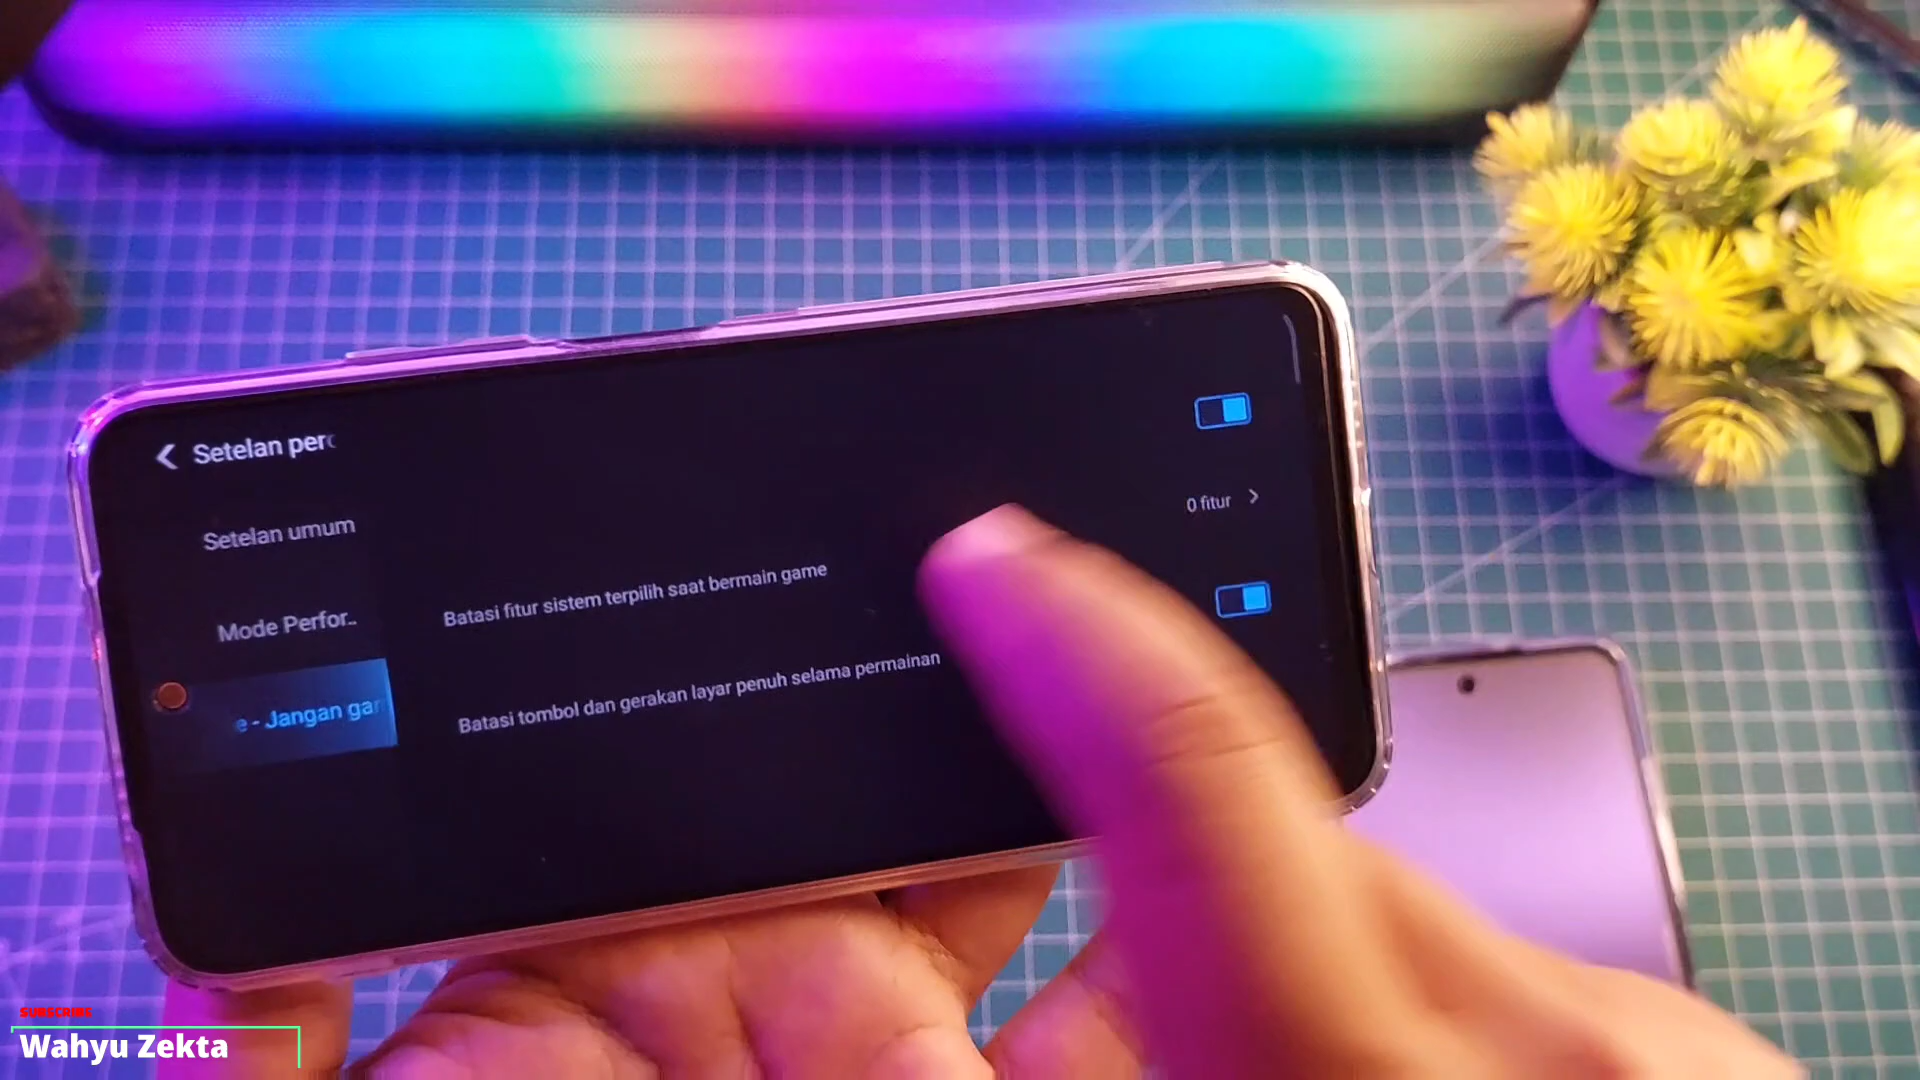 Setelan per
Setelan umum
Mode Perfor..
e - Jangan gar
0 fitur
Batasi fitur sistem terpilih saat bermain game
Batasi tombol dan gerakan layar penuh selama permainan
SUBSCRIBE
Wahyu Zekta